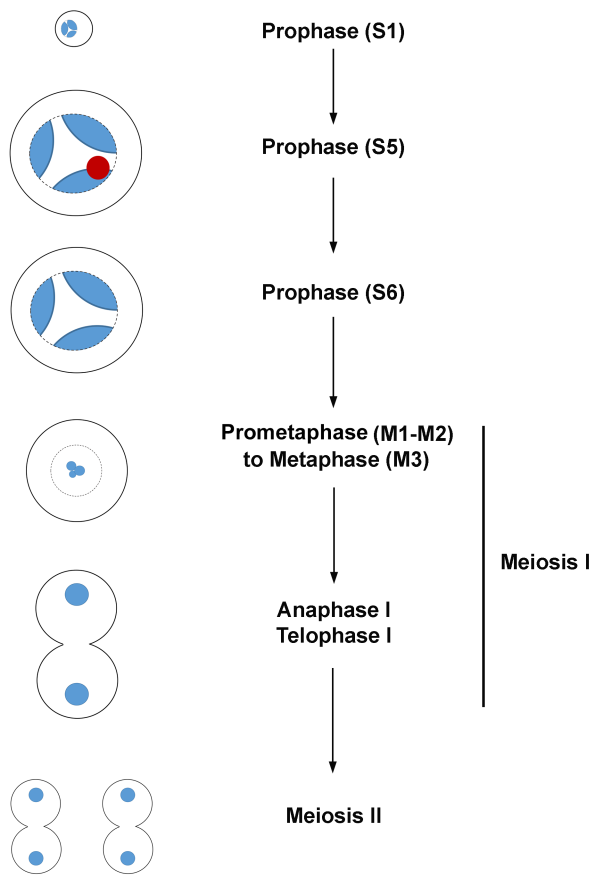 Prophase (S1)
Prophase (S5)
Prophase (S6)
Prometaphase (M1-M2)
to Metaphase (M3)
Meiosis I
Anaphase I
Telophase I
Meiosis II